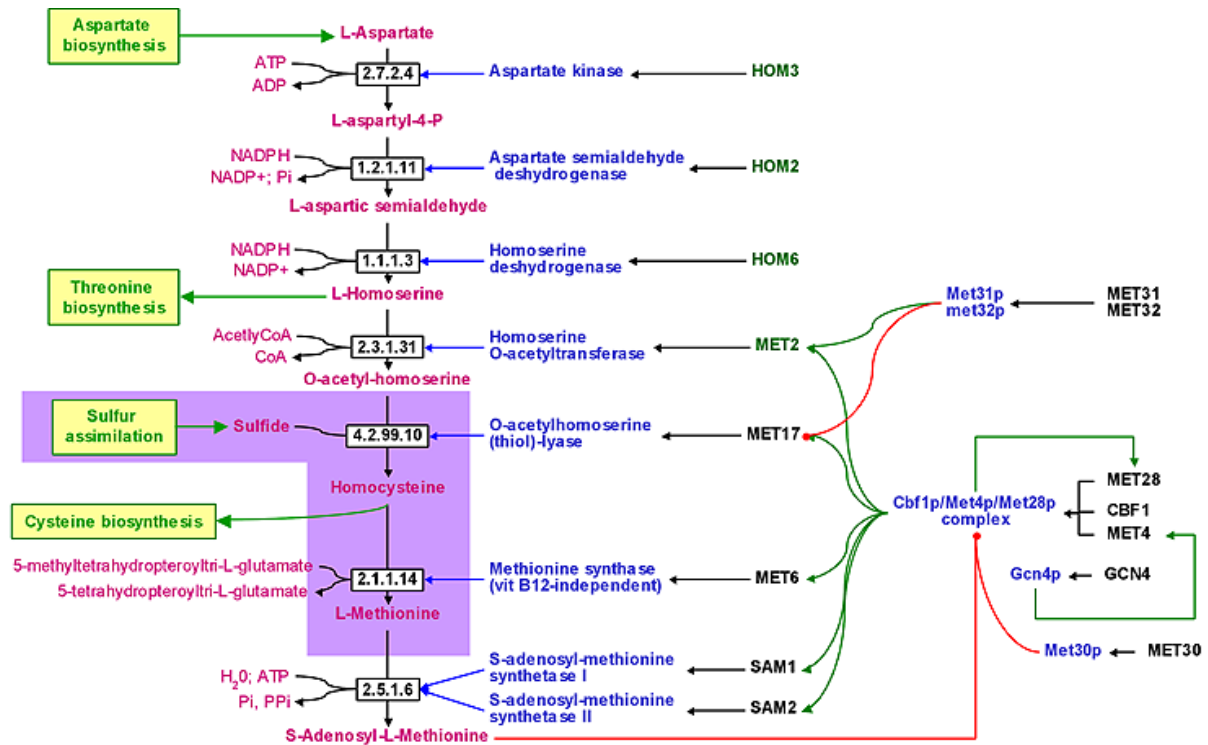 Aspartate
biosynthesis
L-Aspartate
ATP
ADP
2.7.2.4
Aspartate kinase
HOM3
L-aspartyl-4-P
NADPH
NADP+; Pi
1.2.1.11
Aspartate semialdehyde
deshydrogenase
HOM2
L-aspartic semialdehyde
NADPH
NADP+
1.1.1.3
Homoserine
deshydrogenase
HOM6
Threonine
biosynthesis
L-Homoserine
Met31p
met32p
MET31
MET32
AcetlyCoA
CoA
2.3.1.31
Homoserine
O-acetyltransferase
MET2
O-acetyl-homoserine
Sulfur
assimilation
Sulfide
4.2.99.10
O-acetylhomoserine
(thiol)-lyase
MET17
Homocysteine
Cbf1p/Met4p/Met28p
complex
MET28
CBF1
MET4
Cysteine biosynthesis
5-methyltetrahydropteroyltri-L-glutamate
5-tetrahydropteroyltri-L-glutamate
2.1.1.14
Methionine synthase
(vit B12-independent)
MET6
Gcn4p
GCN4
L-Methionine
Met30p
MET30
H20; ATP
Pi, PPi
2.5.1.6
S-adenosyl-methionine
synthetase I
SAM1
S-adenosyl-methionine
synthetase II
SAM2
S-Adenosyl-L-Methionine